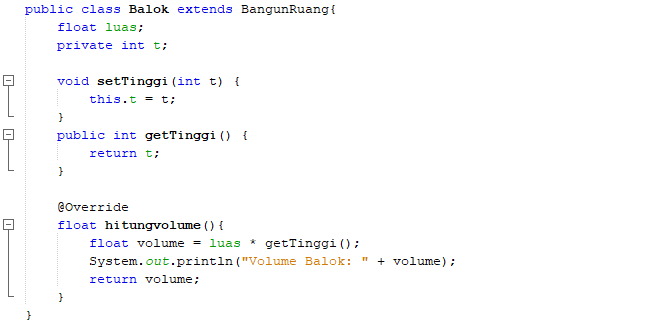 public class Balok extends BangunRuang{
    float luas;
    private int t;

    void setTinggi(int t) {
        this.t = t;
    }
    public int getTinggi() {
        return t;
    }

    @Override
    float hitungvolume(){
        float volume = luas * getTinggi();
        System.out.println("Volume Balok: " + volume);
        return volume;
    }
}